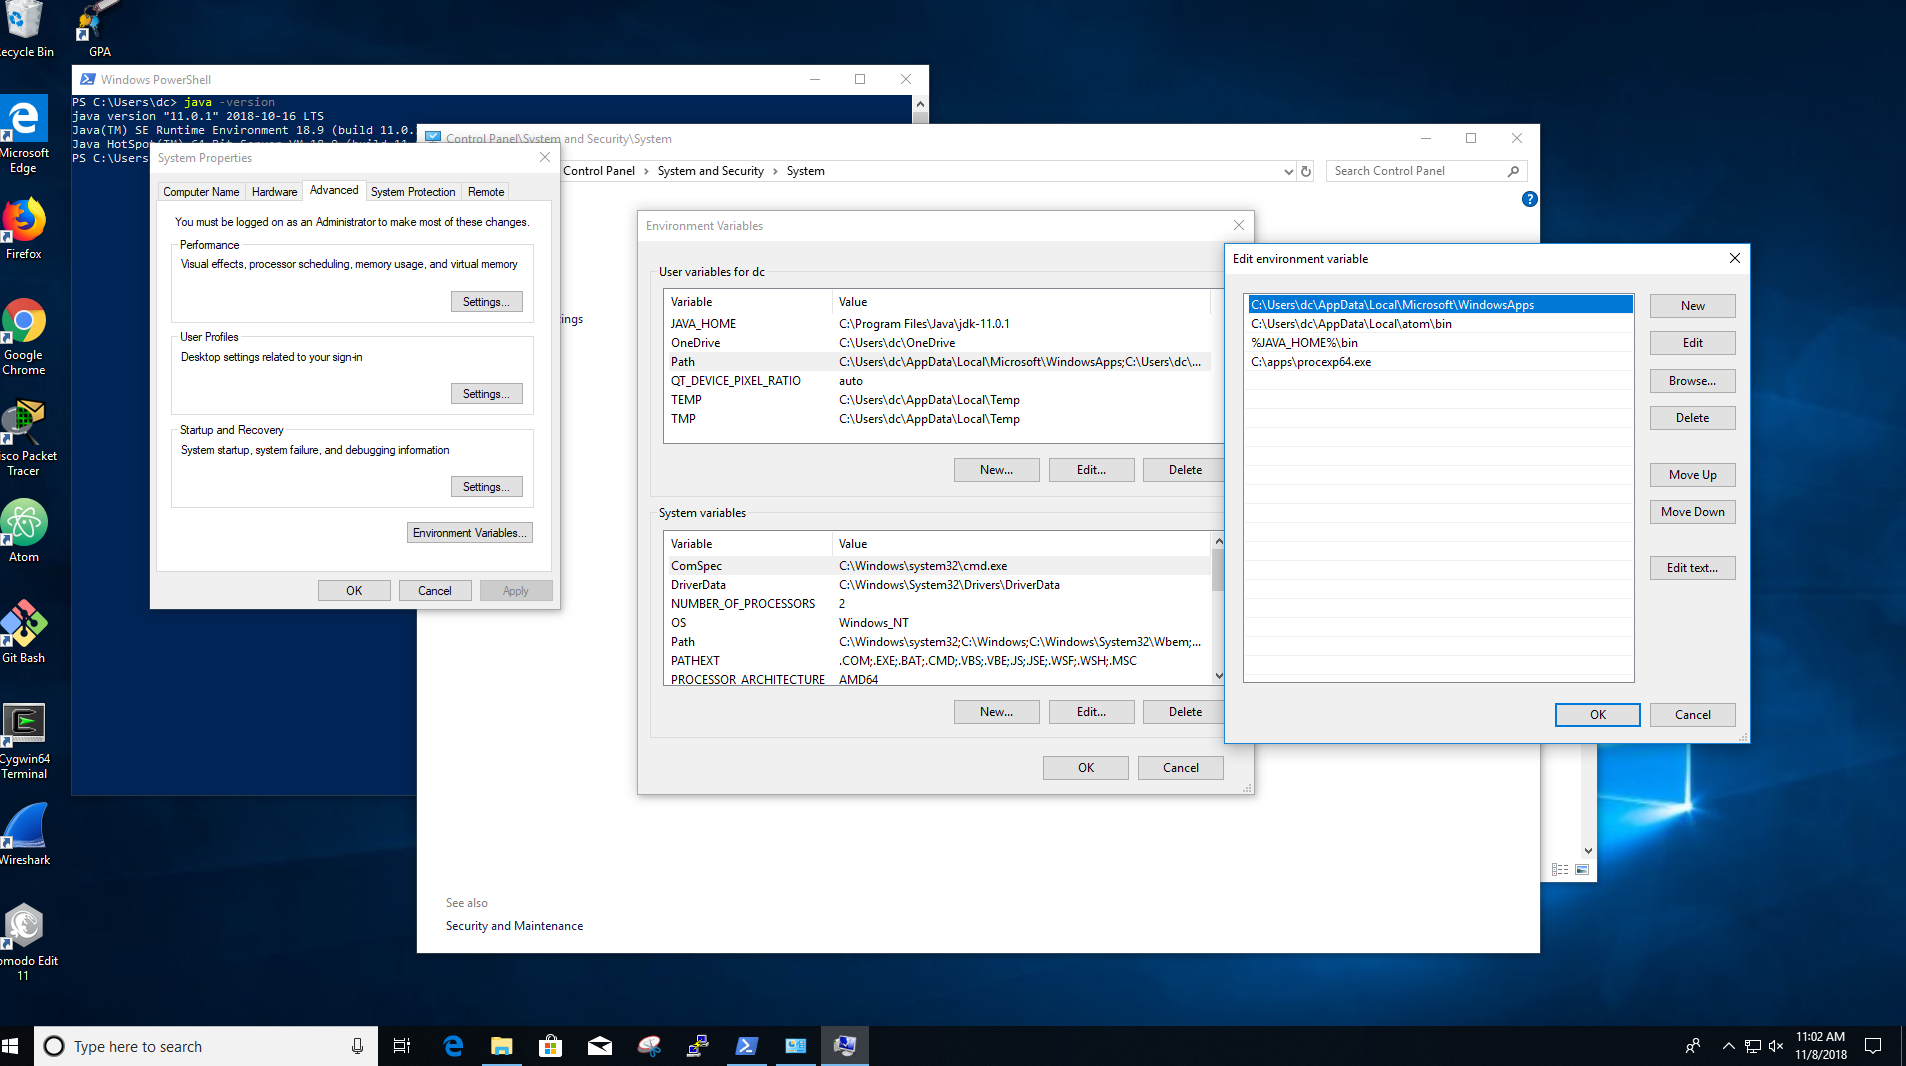 ecycle Bin
GPA
Microsoft
Edge
Firefox
Google
Chrome
isco Packet
Tracer
Atom
Git Bash
Cygwin64
Terminal
Wireshark
omodo Edit
11
Windows PowerShell
PS C:\Users\dc> java -version
java version "11.0.1" 2018-10-16 LTS
Java(TM) SE Runtime Environment 18.9 (build 11.0.
PS C:\Users
System Properties
Computer Name
Hardware
Advanced
System Protection
Remote
You must be logged on as an Administrator to make most of these changes.
Performance
Visual effects, processor scheduling, memory usage, and virtual memory
Settings...
User Profiles
Desktop settings related to your sign-in
Settings...
Startup and Recovery
System startup, system failure, and debugging information
Settings...
Environment Variables...
OK
Cancel
Apply
Control Panel\System and Security\System
Control Panel > System and Security > System
Search Control Panel
?
ings
See also
Security and Maintenance
Environment Variables
User variables for dc
Variable Value
JAVA_HOME C:\Program Files\Java\jdk-11.0.1
OneDrive C:\Users\dc\OneDrive
Path C:\Users\dc\AppData\Local\Microsoft\WindowsApps;C:\Users\dc\...
QT_DEVICE_PIXEL_RATIO auto
TEMP C:\Users\dc\AppData\Local\Temp
TMP C:\Users\dc\AppData\Local\Temp
New...
Edit...
Delete
System variables
Variable Value
ComSpec C:\Windows\system32\cmd.exe
DriverData C:\Windows\System32\Drivers\DriverData
NUMBER_OF_PROCESSORS 2
OS Windows_NT
Path C:\Windows\system32;C:\Windows;C:\Windows\System32\Wbem;...
PATHEXT .COM;.EXE;.BAT;.CMD;.VBS;.VBE;.JS;.JSE;.WSF;.WSH;.MSC
PROCESSOR_ARCHITECTURE AMD64
New...
Edit...
Delete
OK
Cancel
Edit environment variable
C:\Users\dc\AppData\Local\Microsoft\WindowsApps
C:\Users\dc\AppData\Local\atom\bin
%JAVA_HOME%\bin
C:\apps\procexp64.exe
New
Edit
Browse...
Delete
Move Up
Move Down
Edit text...
OK
Cancel
Type here to search
11:02 AM
11/8/2018